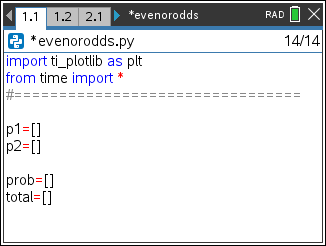 1.1 1.2 2.1 *evenorodds RAD
*evenorodds.py 14/14
import ti_plotlib as plt
from time import *
#================================
p1=[]
p2=[]
prob=[]
total=[]